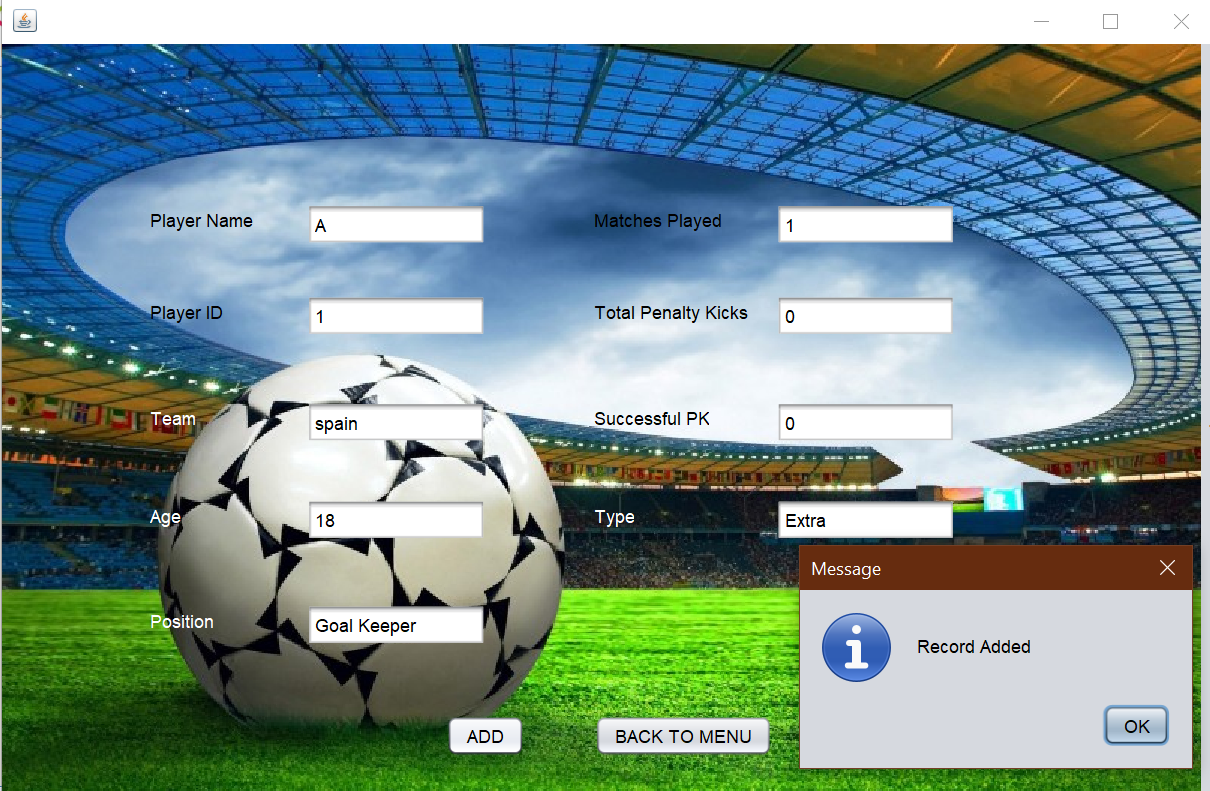 Player Name A Matches Played 1
Player ID 1 Total Penalty Kicks 0
Team spain Successful PK 0
Age 18 Type Extra
Message
Position Goal Keeper
Record Added
OK
ADD BACK TO MENU